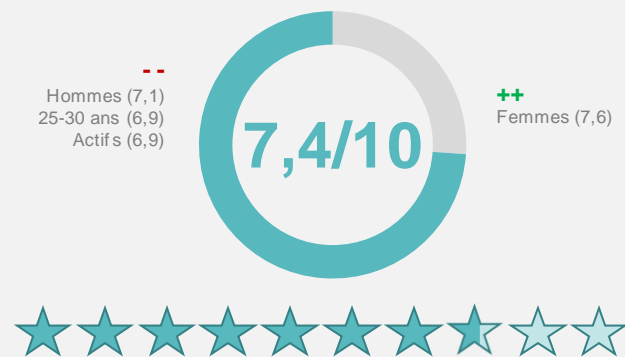 - -
Hommes (7,1)
25-30 ans (6,9)
Actifs (6,9)
7,4/10
++
Femmes (7,6)